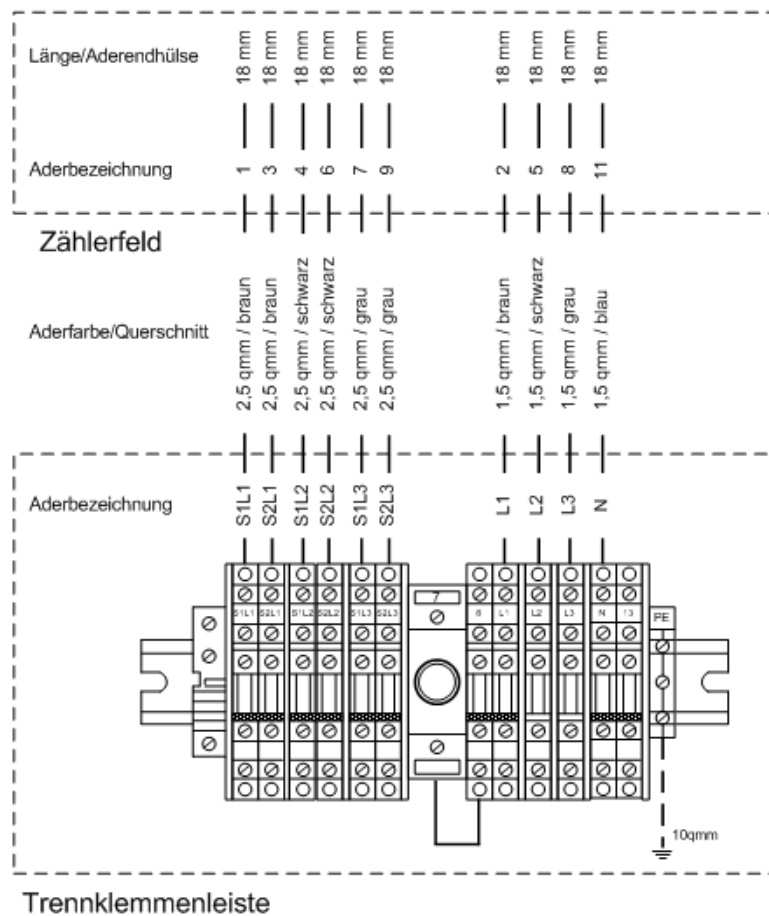 Länge/Aderendhülse 18 mm 18 mm 18 mm 18 mm 18 mm 18 mm 18 mm 18 mm 18 mm 18 mm
Aderbezeichnung 1 3 4 6 7 9 2 5 8 11
Zählerfeld
Aderfarbe/Querschnitt 2,5 qmm / braun 2,5 qmm / braun 2,5 qmm / schwarz 2,5 qmm / schwarz 2,5 qmm / grau 2,5 qmm / grau 1,5 qmm / braun 1,5 qmm / schwarz 1,5 qmm / grau 1,5 qmm / blau
Aderbezeichnung S1L1 S2L1 S1L2 S2L2 S1L3 S2L3 L1 L2 L3 N
7
S1L1 S2L1 S1L2 S2L2 S1L3 S2L3 8 L1 L2 L3 N 13 PE
10qmm
Trennklemmenleiste